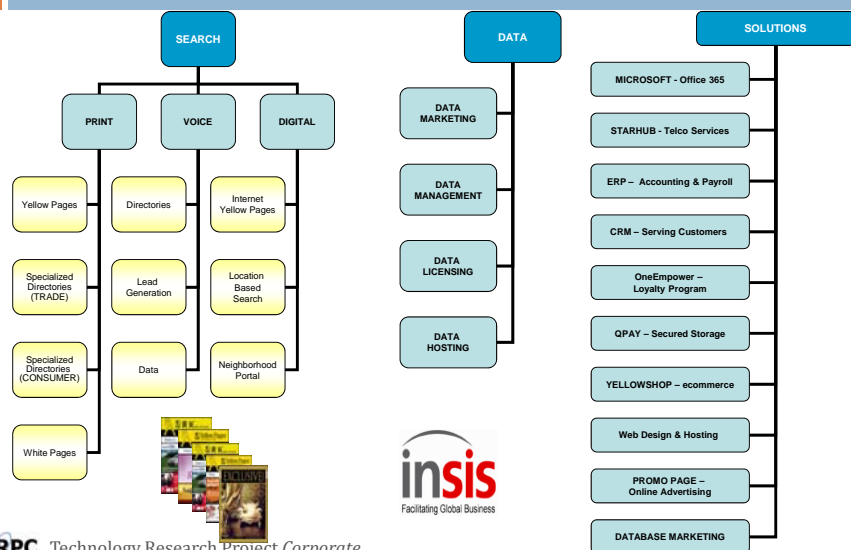 SEARCH
PRINT
VOICE
DIGITAL
Yellow Pages
Specialized
Directories
(TRADE)
Specialized
Directories
(CONSUMER)
White Pages
Directories
Lead
Generation
Data
Internet
Yellow Pages
Location
Based
Search
Neighborhood
Portal
EXCLUSIVE
DATA
DATA
MARKETING
DATA
MANAGEMENT
DATA
LICENSING
DATA
HOSTING
insis
Facilitating Global Business
SOLUTIONS
MICROSOFT - Office 365
STARHUB - Telco Services
ERP – Accounting & Payroll
CRM – Serving Customers
OneEmpower –
Loyalty Program
QPAY – Secured Storage
YELLOWSHOP – ecommerce
Web Design & Hosting
PROMO PAGE –
Online Advertising
DATABASE MARKETING
RPC Technology Research Project Corporate